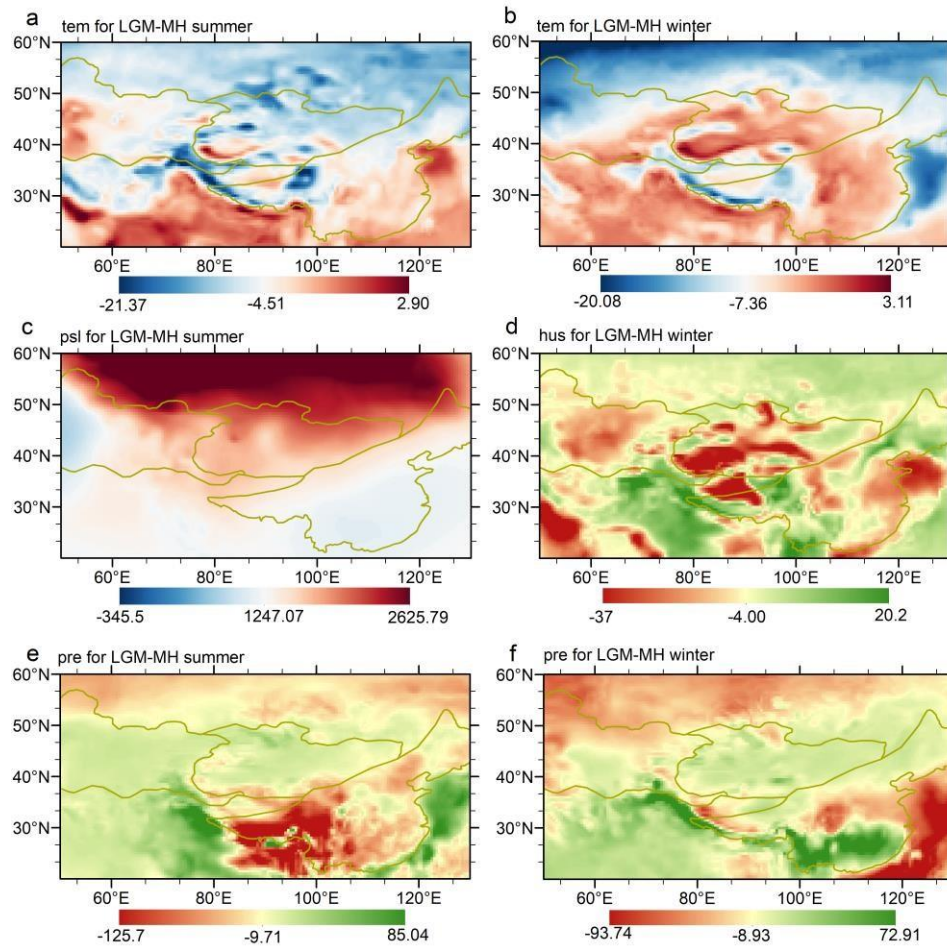 a tem for LGM-MH summer
60°N
50°N
40°N
30°N
60°E 80°E 100°E 120°E
-21.37 -4.51 2.90
b tem for LGM-MH winter
60°N
50°N
40°N
30°N
60°E 80°E 100°E 120°E
-20.08 -7.36 3.11
c psl for LGM-MH summer
60°N
50°N
40°N
30°N
60°E 80°E 100°E 120°E
-345.5 1247.07 2625.79
d hus for LGM-MH winter
60°N
50°N
40°N
30°N
60°E 80°E 100°E 120°E
-37 -4.00 20.2
e pre for LGM-MH summer
60°N
50°N
40°N
30°N
60°E 80°E 100°E 120°E
-125.7 -9.71 85.04
f pre for LGM-MH winter
60°N
50°N
40°N
30°N
60°E 80°E 100°E 120°E
-93.74 -8.93 72.91